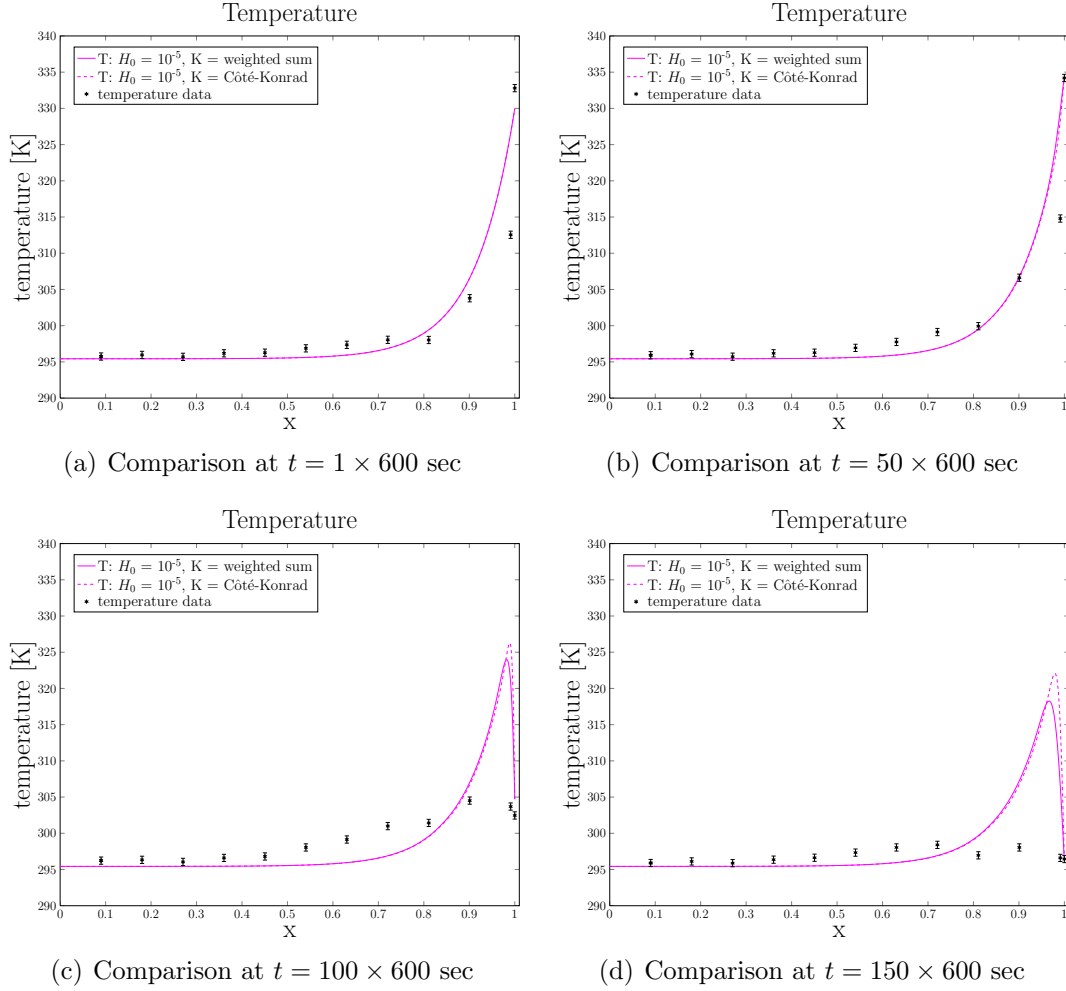 Temperature
340
335
330
325
320
315
310
305
300
295
290
temperature [K]
T: H₀ = 10⁻⁵, K = weighted sum
T: H₀ = 10⁻⁵, K = Côté-Konrad
temperature data
0 0.1 0.2 0.3 0.4 0.5 0.6 0.7 0.8 0.9 1
X
(a) Comparison at t = 1 × 600 sec
Temperature
340
335
330
325
320
315
310
305
300
295
290
temperature [K]
T: H₀ = 10⁻⁵, K = weighted sum
T: H₀ = 10⁻⁵, K = Côté-Konrad
temperature data
0 0.1 0.2 0.3 0.4 0.5 0.6 0.7 0.8 0.9 1
X
(b) Comparison at t = 50 × 600 sec
Temperature
340
335
330
325
320
315
310
305
300
295
290
temperature [K]
T: H₀ = 10⁻⁵, K = weighted sum
T: H₀ = 10⁻⁵, K = Côté-Konrad
temperature data
0 0.1 0.2 0.3 0.4 0.5 0.6 0.7 0.8 0.9 1
X
(c) Comparison at t = 100 × 600 sec
Temperature
340
335
330
325
320
315
310
305
300
295
290
temperature [K]
T: H₀ = 10⁻⁵, K = weighted sum
T: H₀ = 10⁻⁵, K = Côté-Konrad
temperature data
0 0.1 0.2 0.3 0.4 0.5 0.6 0.7 0.8 0.9 1
X
(d) Comparison at t = 150 × 600 sec